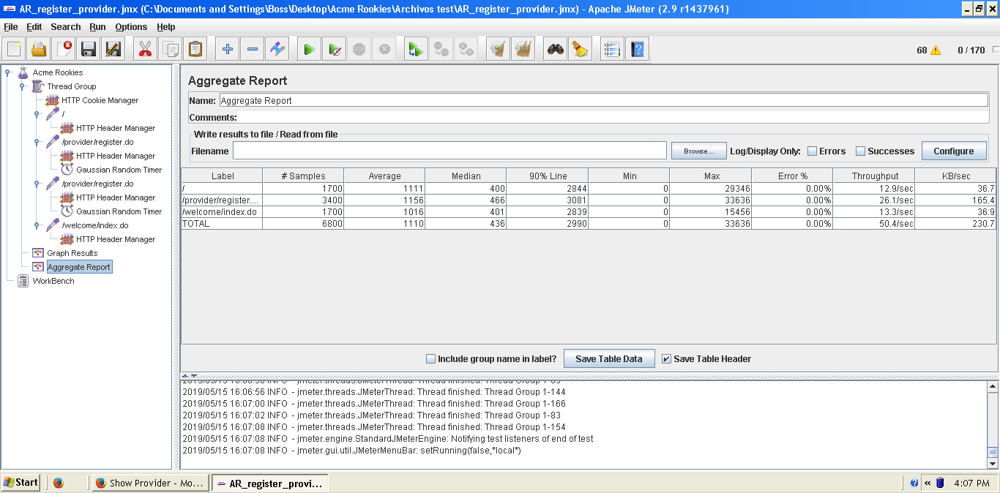 AR_register_provider.jmx (C:\Documents and Settings\Boss\Desktop\Acme Rookies\Archivos test\AR_register_provider.jmx) - Apache JMeter (2.9 r1437961)
File Edit Search Run Options Help
68 0 / 170
Acme Rookies
Thread Group
HTTP Cookie Manager
/
HTTP Header Manager
/provider/register.do
HTTP Header Manager
Gaussian Random Timer
/provider/register.do
HTTP Header Manager
Gaussian Random Timer
/welcome/index.do
HTTP Header Manager
Graph Results
Aggregate Report
WorkBench
Aggregate Report
Name: Aggregate Report
Comments:
Write results to file / Read from file
Filename Browse... Log/Display Only: Errors Successes Configure
Label # Samples Average Median 90% Line Min Max Error % Throughput KB/sec
/ 1700 1111 400 2844 0 29346 0.00% 12.9/sec 36.7
/provider/register.... 3400 1156 466 3081 0 33636 0.00% 26.1/sec 165.4
/welcome/index.do 1700 1016 401 2839 0 15456 0.00% 13.3/sec 36.9
TOTAL 6800 1110 436 2990 0 33636 0.00% 50.4/sec 230.7
Include group name in label? Save Table Data Save Table Header
2019/05/15 16:06:56 INFO - jmeter.threads.JMeterThread: Thread finished: Thread Group 1-144
2019/05/15 16:07:00 INFO - jmeter.threads.JMeterThread: Thread finished: Thread Group 1-166
2019/05/15 16:07:02 INFO - jmeter.threads.JMeterThread: Thread finished: Thread Group 1-83
2019/05/15 16:07:08 INFO - jmeter.threads.JMeterThread: Thread finished: Thread Group 1-154
2019/05/15 16:07:08 INFO - jmeter.engine.StandardJMeterEngine: Notifying test listeners of end of test
2019/05/15 16:07:08 INFO - jmeter.gui.util.JMeterMenuBar: setRunning(false,*local*)
Start Show Provider - Mo... AR_register_provi... « 4:07 PM